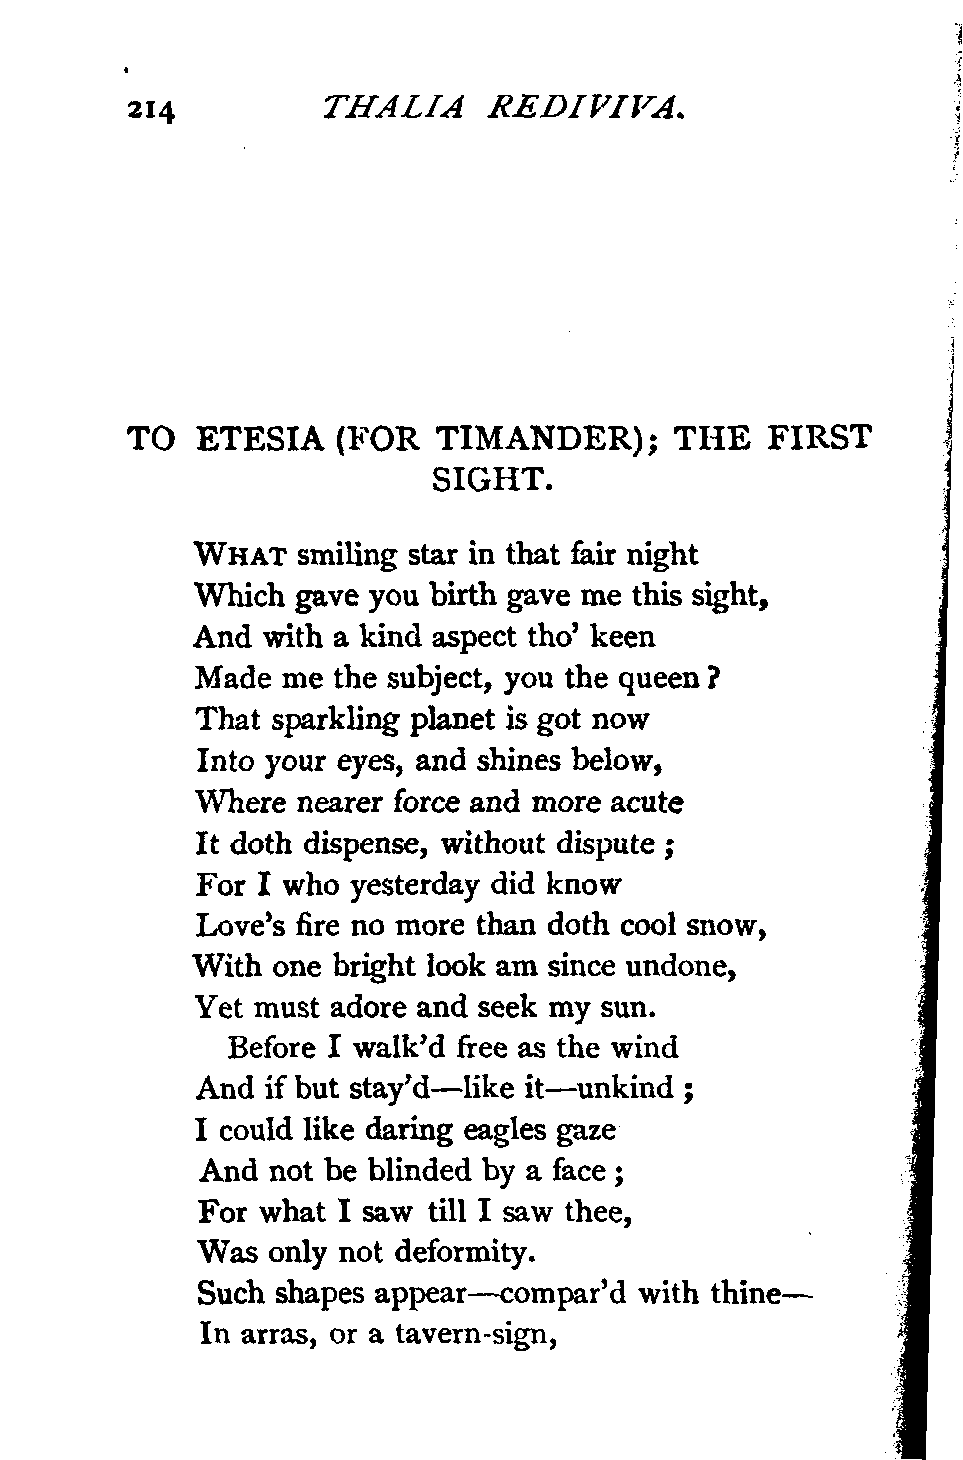 214 THALIA REDIVIVA.
TO ETESIA (FOR TIMANDER); THE FIRST
SIGHT.
WHAT smiling star in that fair night
Which gave you birth gave me this sight,
And with a kind aspect tho' keen
Made me the subject, you the queen?
That sparkling planet is got now
Into your eyes, and shines below,
Where nearer force and more acute
It doth dispense, without dispute;
For I who yesterday did know
Love's fire no more than doth cool snow,
With one bright look am since undone,
Yet must adore and seek my sun.
Before I walk'd free as the wind
And if but stay'd—like it—unkind;
I could like daring eagles gaze
And not be blinded by a face;
For what I saw till I saw thee,
Was only not deformity.
Such shapes appear—compar'd with thine—
In arras, or a tavern-sign,